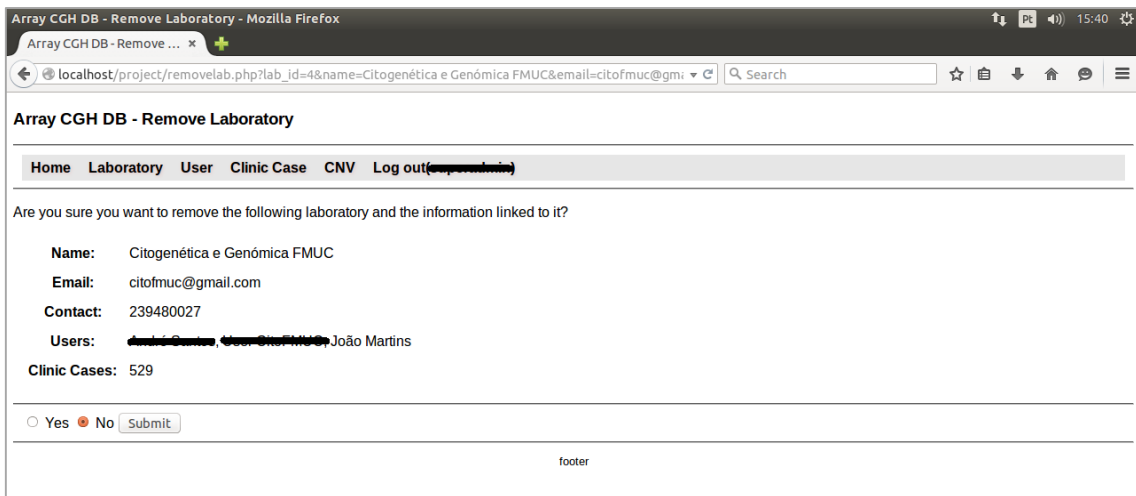 Array CGH DB - Remove Laboratory - Mozilla Firefox Pt 15:40
Array CGH DB - Remove ...
localhost/project/removelab.php?lab_id=4&name=Citogenética e Genómica FMUC&email=citofmuc@gm Search
Array CGH DB - Remove Laboratory
Home Laboratory User Clinic Case CNV Log out
Are you sure you want to remove the following laboratory and the information linked to it?
Name: Citogenética e Genómica FMUC
Email: citofmuc@gmail.com
Contact: 239480027
Users: , João Martins
Clinic Cases: 529
Yes No Submit
footer